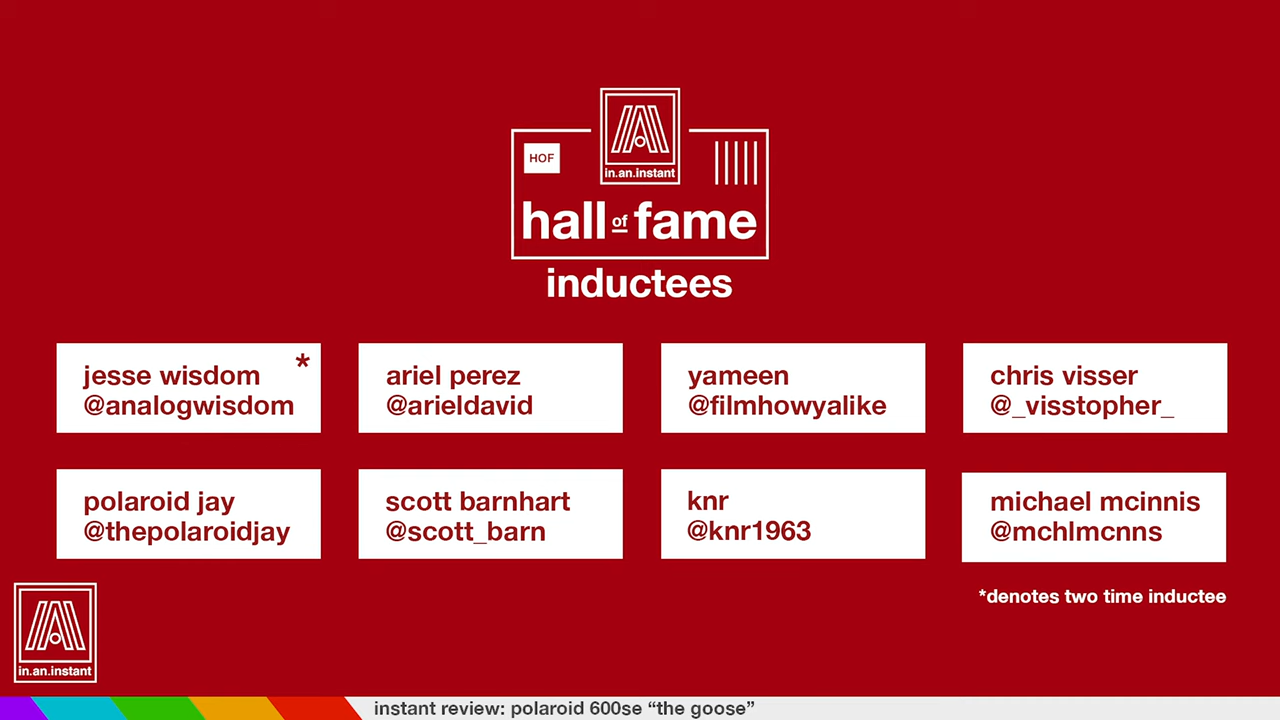 HOF
in.an.instant
hall of fame
inductees
jesse wisdom *
@analogwisdom
ariel perez
@arieldavid
yameen
@filmhowyalike
chris visser
@_visstopher_
polaroid jay
@thepolaroidjay
scott barnhart
@scott_barn
knr
@knr1963
michael mcinnis
@mchlmcnns
*denotes two time inductee
in.an.instant
instant review: polaroid 600se “the goose”